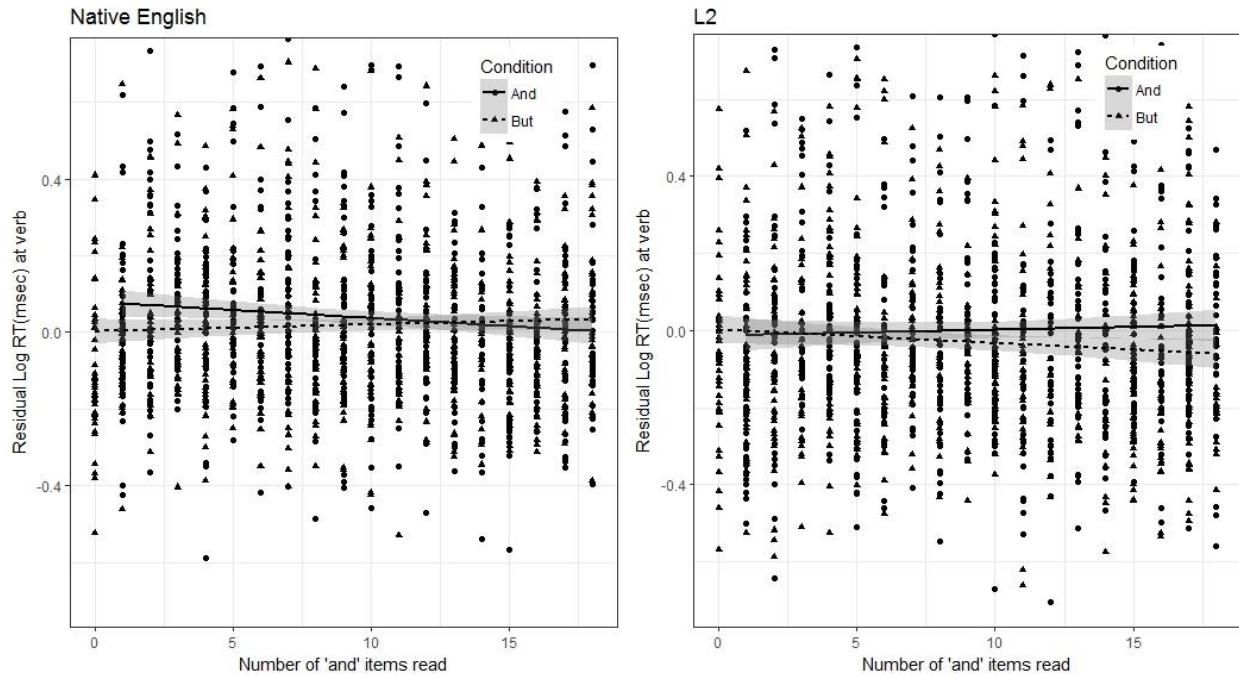 Native English
Residual Log RT(msec) at verb
0.4
0.0
-0.4
Condition
And
But
0 5 10 15
Number of 'and' items read
L2
Residual Log RT(msec) at verb
0.4
0.0
-0.4
Condition
And
But
0 5 10 15
Number of 'and' items read